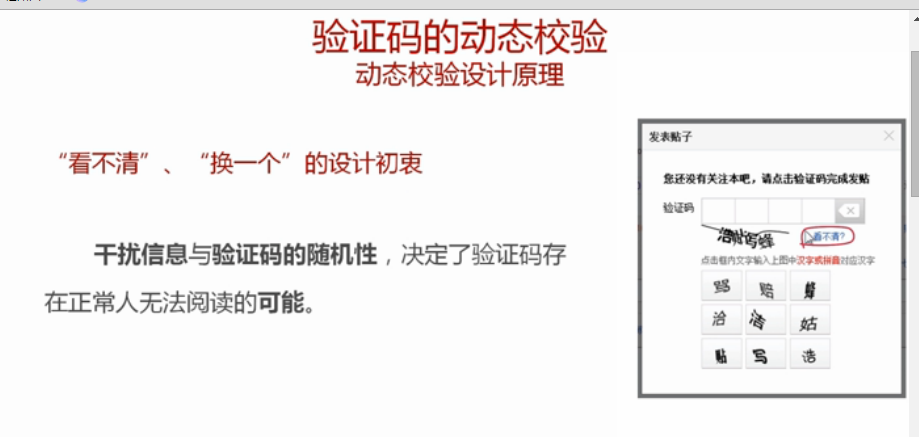 验证码的动态校验
动态校验设计原理
“看不清”、“换一个”的设计初衷
干扰信息与验证码的随机性，决定了验证码存
在正常人无法阅读的可能。
发表贴子
您还没有关注本吧，请点击验证码完成发贴
验证码
看不清?
点击框内文字输入上图中汉字或拼音对应汉字
骂 赔
洽 浩 姑
贴 写 浩